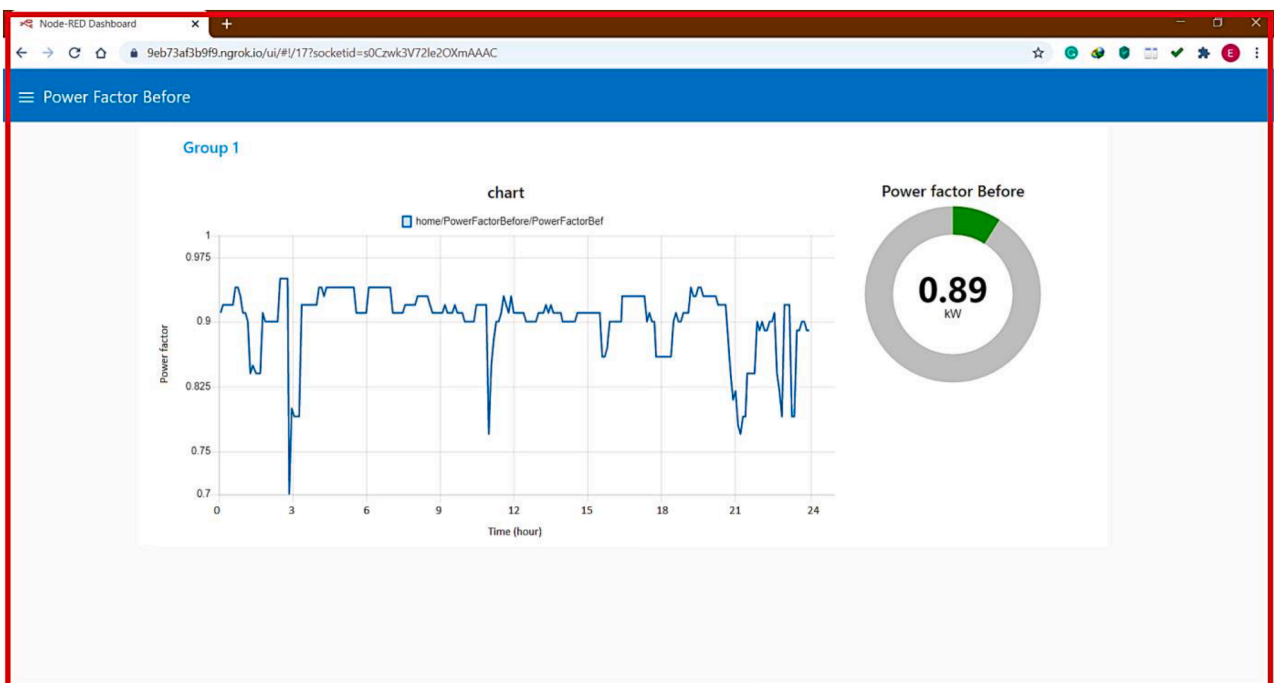 Node-RED Dashboard
9eb73af3b9f9.ngrok.io/ui/#!/17?socketid=s0Czwk3V72le2OXmAAAC
E
Power Factor Before
Group 1
chart
home/PowerFactorBefore/PowerFactorBef
1
0.975
0.9
0.825
0.75
0.7
Power factor
0 3 6 9 12 15 18 21 24
Time (hour)
Power factor Before
0.89
kW